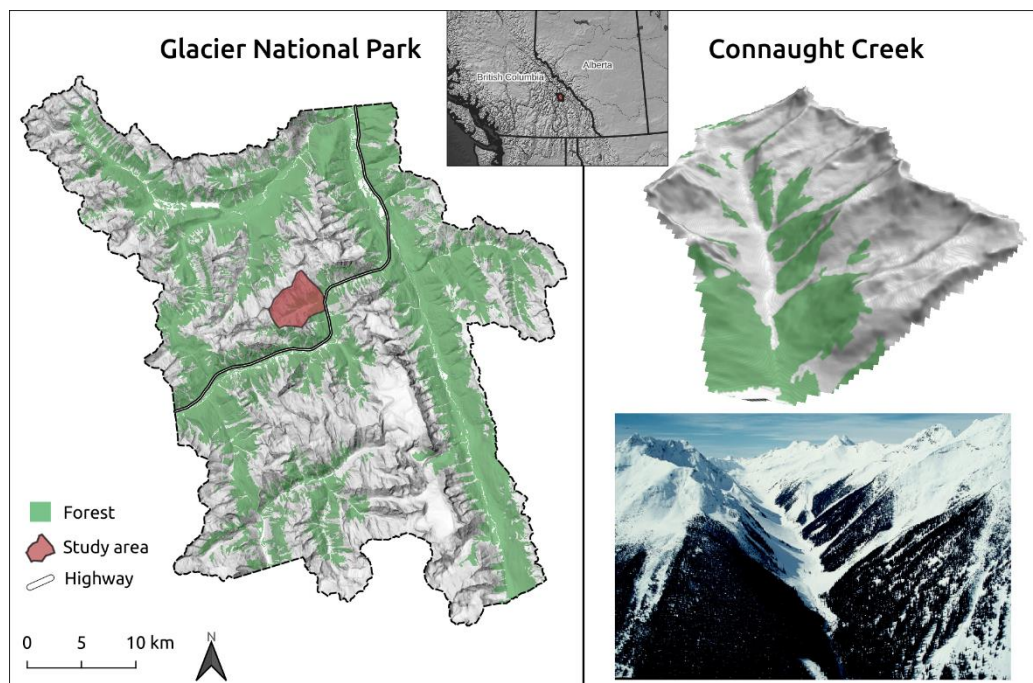 Glacier National Park
British Columbia
Alberta
Connaught Creek
Forest
Study area
Highway
0 5 10 km
N